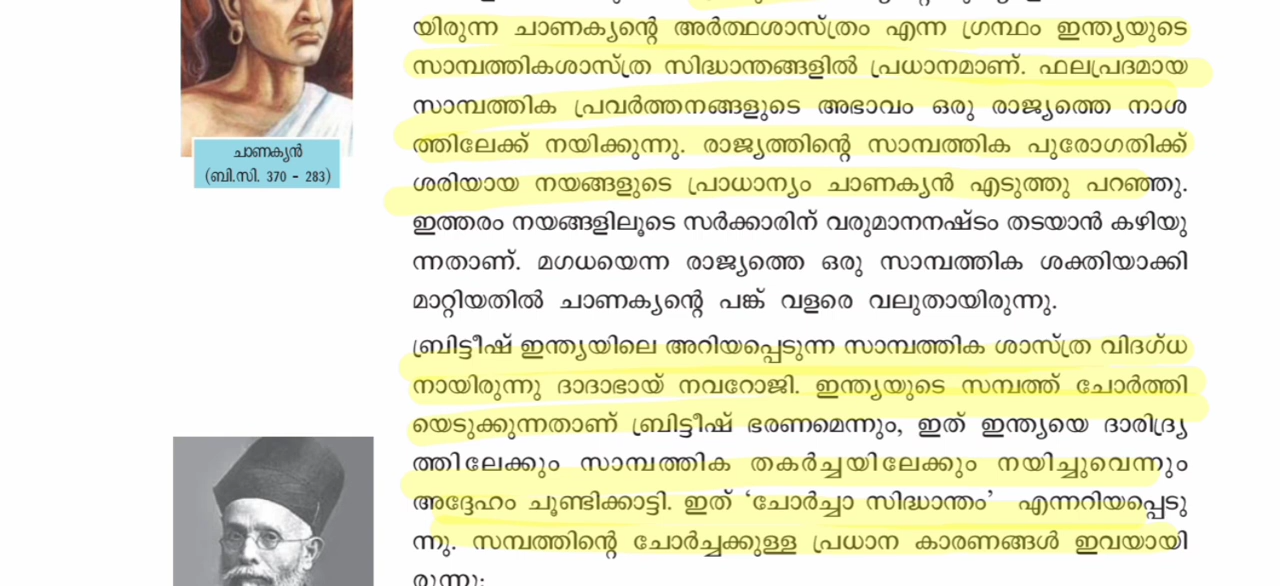 യിരുന്ന ചാണക്യന്റെ അർത്ഥശാസ്ത്രം എന്ന ഗ്രന്ഥം ഇന്ത്യയുടെ
സാമ്പത്തികശാസ്ത്ര സിദ്ധാന്തങ്ങളിൽ പ്രധാനമാണ്. ഫലപ്രദമായ
സാമ്പത്തിക പ്രവർത്തനങ്ങളുടെ അഭാവം ഒരു രാജ്യത്തെ നാശ
ത്തിലേക്ക് നയിക്കുന്നു. രാജ്യത്തിന്റെ സാമ്പത്തിക പുരോഗതിക്ക്
ശരിയായ നയങ്ങളുടെ പ്രാധാന്യം ചാണക്യൻ എടുത്തു പറഞ്ഞു.
ഇത്തരം നയങ്ങളിലൂടെ സർക്കാരിന് വരുമാനനഷ്ടം തടയാൻ കഴിയു
ന്നതാണ്. മഗധയെന്ന രാജ്യത്തെ ഒരു സാമ്പത്തിക ശക്തിയാക്കി
മാറ്റിയതിൽ ചാണക്യന്റെ പങ്ക് വളരെ വലുതായിരുന്നു.
ചാണക്യൻ
(ബി.സി. 370 - 283)
ബ്രിട്ടീഷ് ഇന്ത്യയിലെ അറിയപ്പെടുന്ന സാമ്പത്തിക ശാസ്ത്ര വിദഗ്ധ
നായിരുന്നു ദാദാഭായ് നവറോജി. ഇന്ത്യയുടെ സമ്പത്ത് ചോർത്തി
യെടുക്കുന്നതാണ് ബ്രിട്ടീഷ് ഭരണമെന്നും, ഇത് ഇന്ത്യയെ ദാരിദ്ര്യ
ത്തിലേക്കും സാമ്പത്തിക തകർച്ചയിലേക്കും നയിച്ചുവെന്നും
അദ്ദേഹം ചൂണ്ടിക്കാട്ടി. ഇത് ‘ചോർച്ചാ സിദ്ധാന്തം’ എന്നറിയപ്പെടു
ന്നു. സമ്പത്തിന്റെ ചോർച്ചക്കുള്ള പ്രധാന കാരണങ്ങൾ ഇവയായി
രുന്നു: